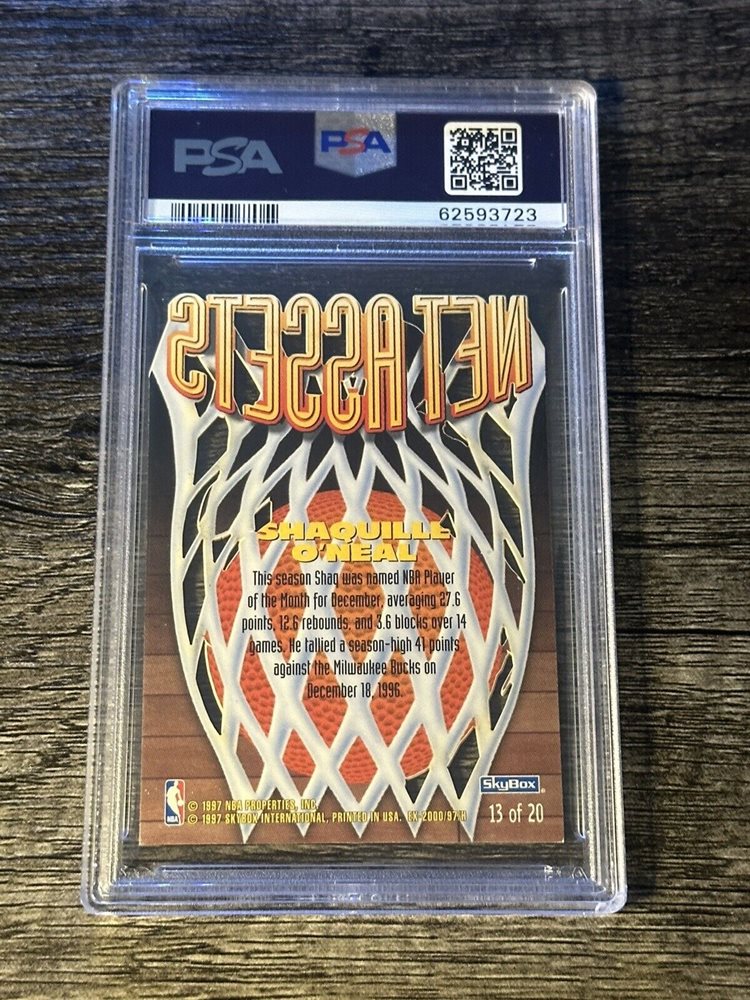 PSA PSA
62593723
NET ASSETS
SHAQUILLE
O'NEAL
This season Shaq was named NBA Player
of the Month for December, averaging 27.6
points, 12.6 rebounds, and 3.6 blocks over 14
games. He tallied a season-high 41 points
against the Milwaukee Bucks on
December 18, 1996.
SkyBox®
NBA
© 1997 NBA PROPERTIES, INC.
© 1997 SKYBOX INTERNATIONAL, PRINTED IN USA. EX-2000/97-H
13 of 20
PSA